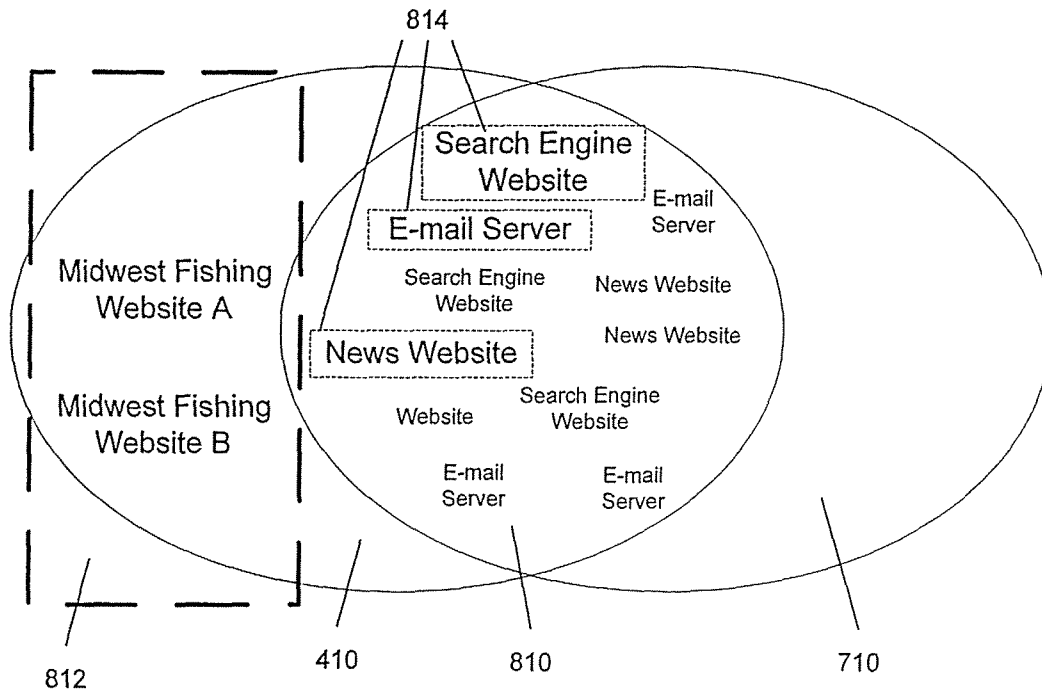 814
Search Engine
Website
E-mail
Server
E-mail Server
Midwest Fishing
Website A
Search Engine
Website
News Website
News Website
News Website
Midwest Fishing
Website B
Website
Search Engine
Website
E-mail
Server
E-mail
Server
812
410
810
710